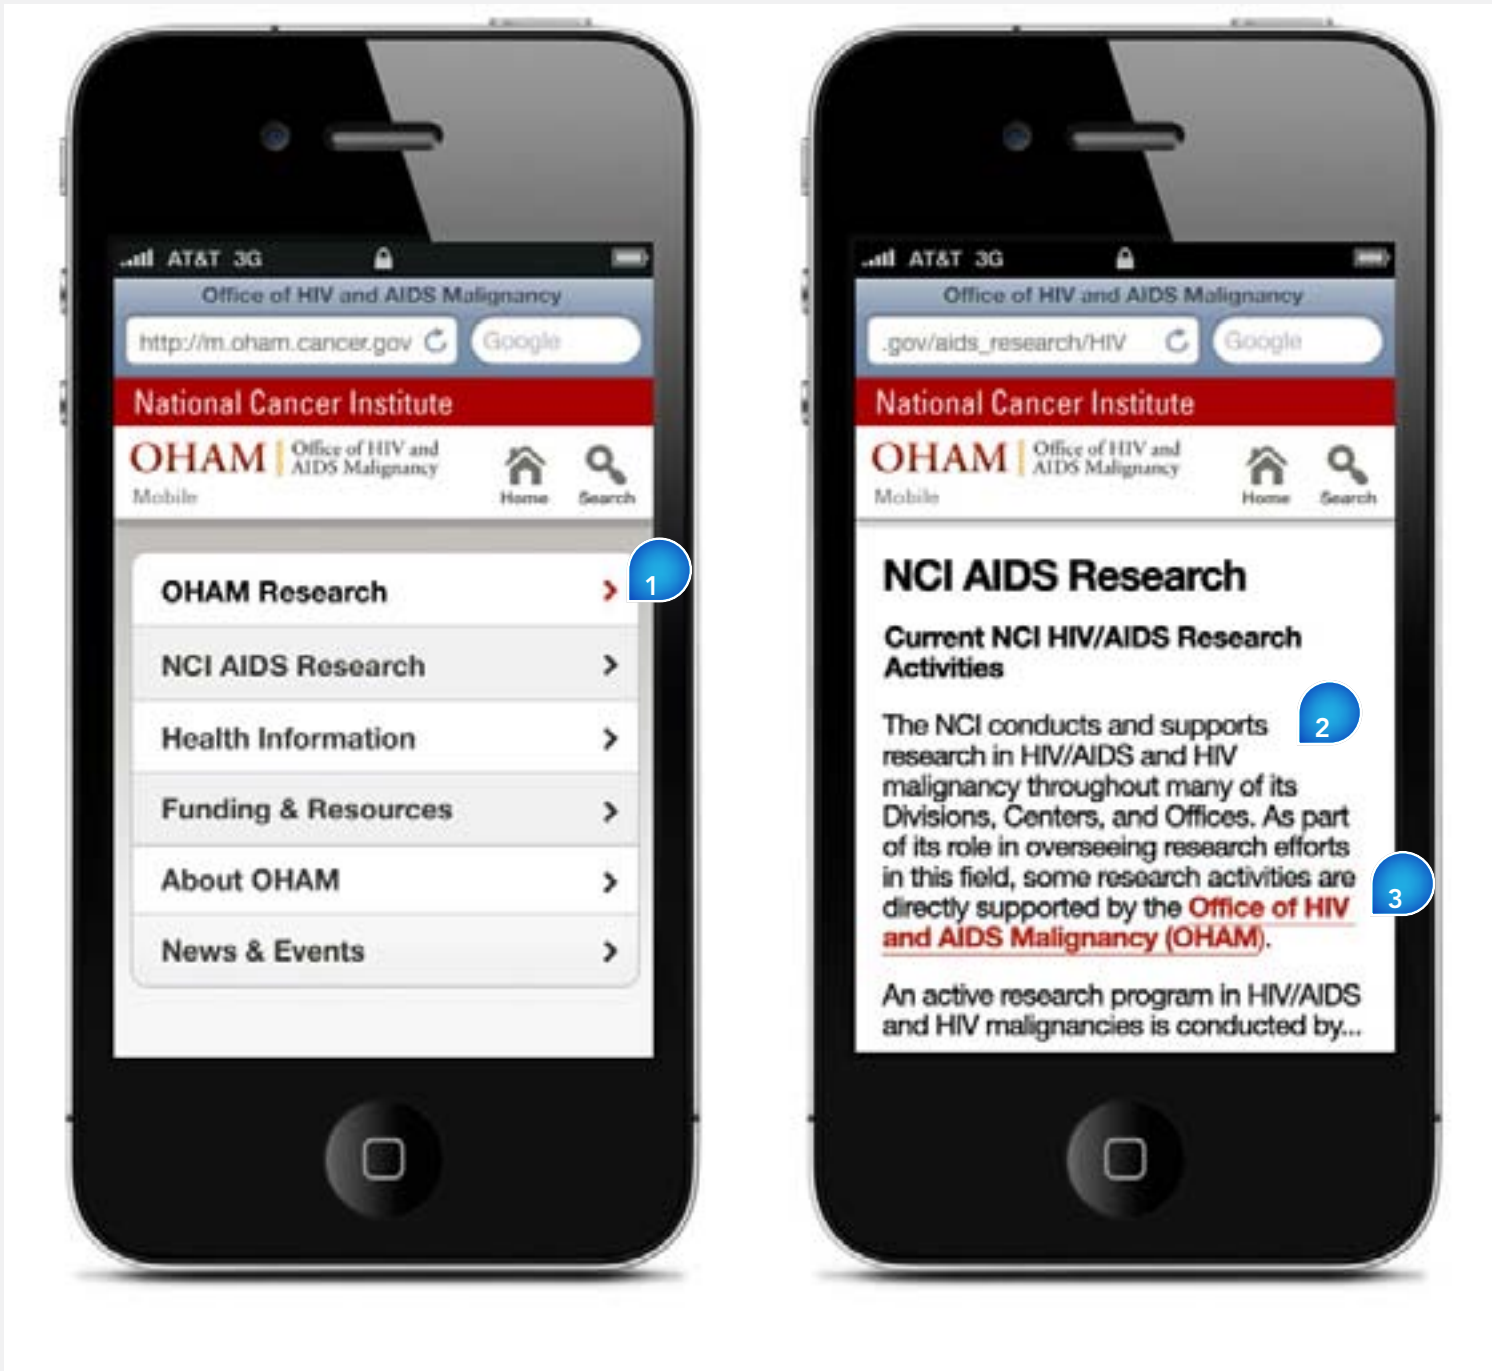 AT&T 3G
Office of HIV and AIDS Malignancy
http://m.oham.cancer.gov
Google
National Cancer Institute
OHAM
Office of HIV and
AIDS Malignancy
Mobile
Home
Search
OHAM Research
1
NCI AIDS Research
Health Information
Funding & Resources
About OHAM
News & Events
AT&T 3G
Office of HIV and AIDS Malignancy
.gov/aids_research/HIV
Google
National Cancer Institute
OHAM
Office of HIV and
AIDS Malignancy
Mobile
Home
Search
NCI AIDS Research
Current NCI HIV/AIDS Research
Activities
The NCI conducts and supports
2
research in HIV/AIDS and HIV
malignancy throughout many of its
Divisions, Centers, and Offices. As part
of its role in overseeing research efforts
in this field, some research activities are
3
directly supported by the Office of HIV
and AIDS Malignancy (OHAM).
An active research program in HIV/AIDS
and HIV malignancies is conducted by...